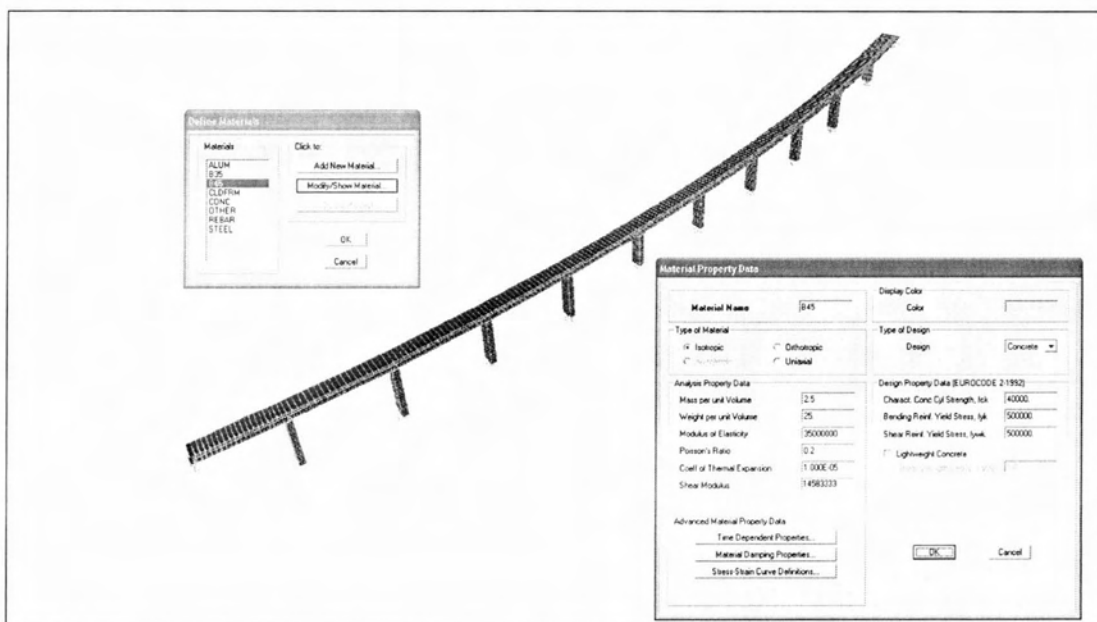 Define Materials
Materials
ALUM
B35
B45
CLDFRM
CONC
OTHER
REBAR
STEEL
Click to:
Add New Material...
Modify/Show Material...
OK
Cancel
Material Property Data
Material Name B45
Display Color
Color
Type of Material
Isotropic Orthotropic
Uniaxial
Type of Design
Design Concrete
Analysis Property Data
Mass per unit Volume 2.5
Weight per unit Volume 25
Modulus of Elasticity 35000000
Poisson's Ratio 0.2
Coeff of Thermal Expansion 1.000E-05
Shear Modulus 14583333
Design Property Data (EUROCODE 2-1992)
Charact. Conc Cyl Strength, fck 40000.
Bending Reinf. Yield Stress, fyk 500000.
Shear Reinf. Yield Stress, fywk 500000.
Lightweight Concrete
Advanced Material Property Data
Time Dependent Properties...
Material Damping Properties...
Stress Strain Curve Definitions...
OK Cancel